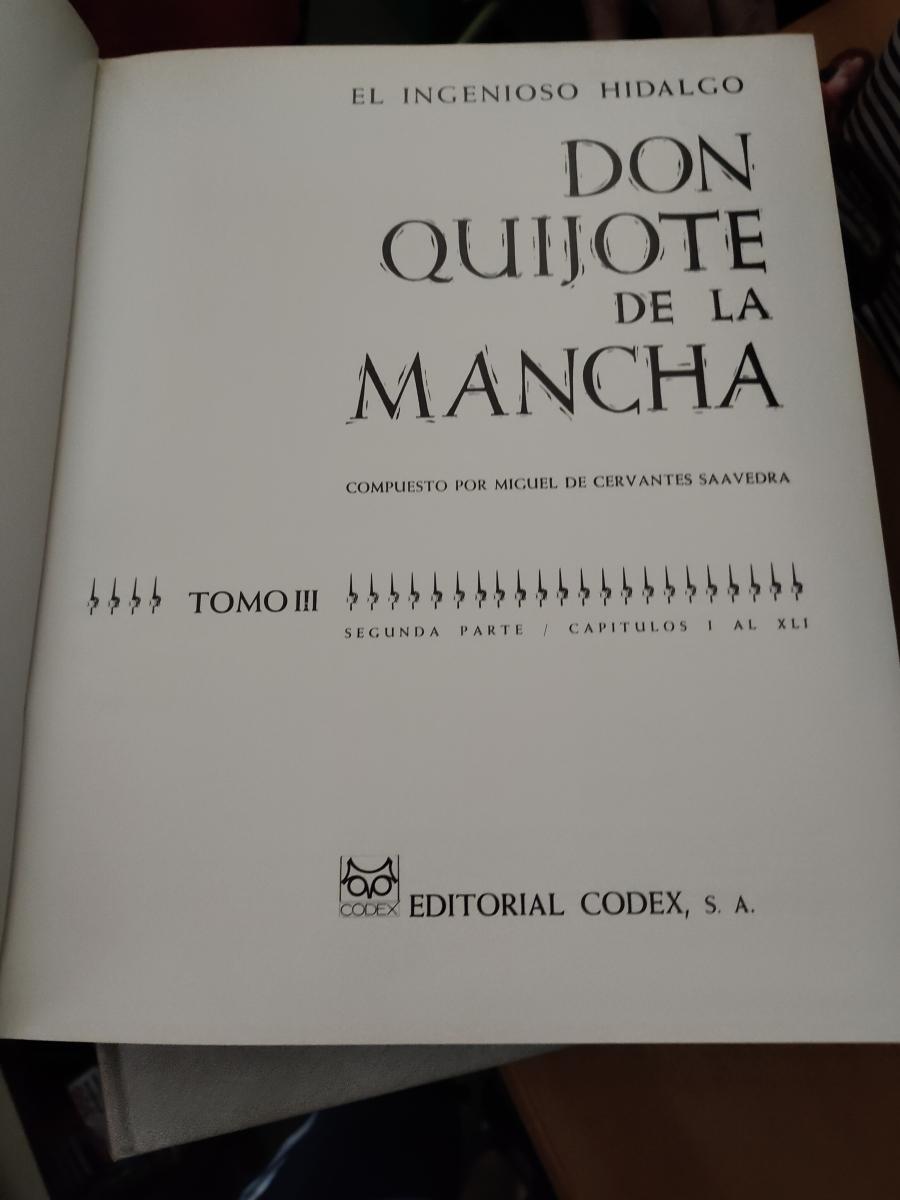 EL INGENIOSO HIDALGO
DON
QUIJOTE
DE LA
MANCHA
COMPUESTO POR MIGUEL DE CERVANTES SAAVEDRA
TOMO III
SEGUNDA PARTE / CAPITULOS I AL XLI
CODEX
EDITORIAL CODEX, S. A.